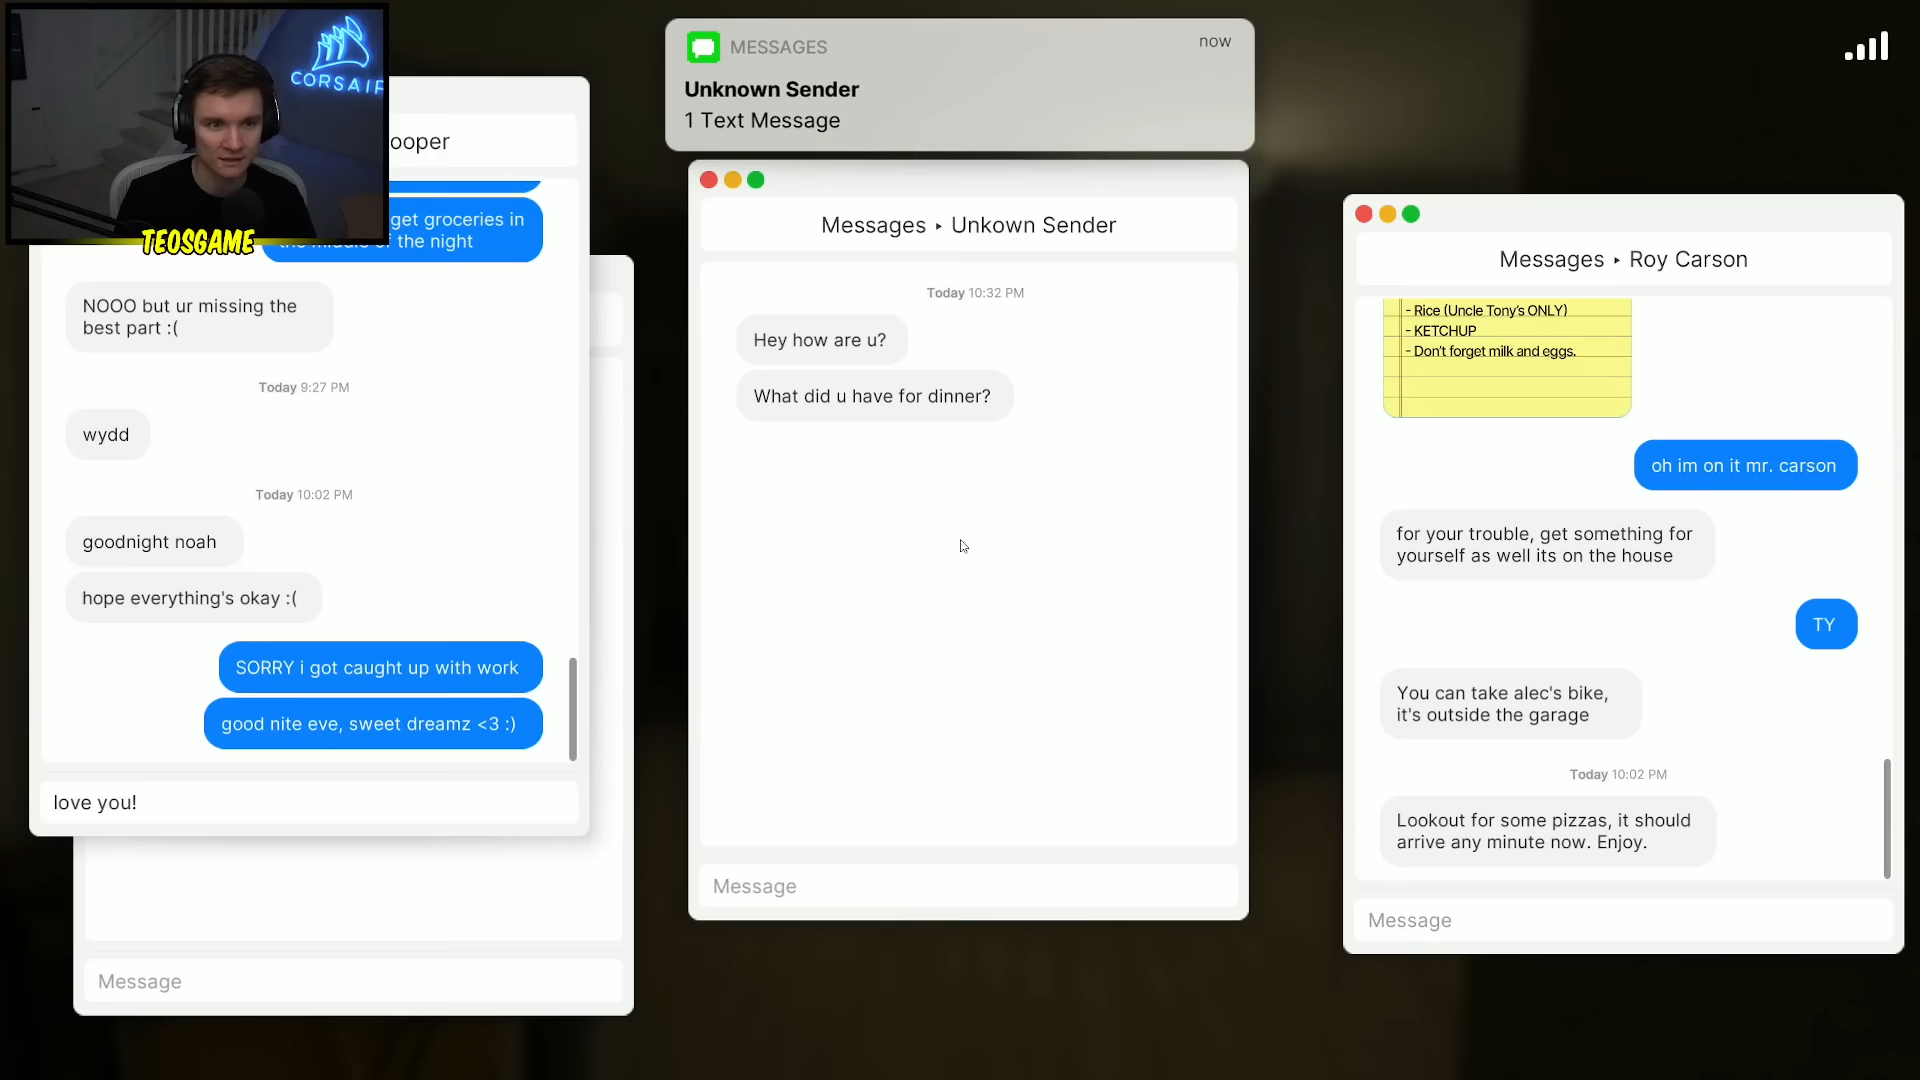 CORSAIR
TEOSGAME
ooper
get groceries in
the middle of the night
NOOO but ur missing the
best part :(
Today 9:27 PM
wydd
Today 10:02 PM
goodnight noah
hope everything's okay :(
SORRY i got caught up with work
good nite eve, sweet dreamz <3 :)
love you!
Message
MESSAGES
now
Unknown Sender
1 Text Message
Messages ‣ Unkown Sender
Today 10:32 PM
Hey how are u?
What did u have for dinner?
Message
Messages ‣ Roy Carson
- Rice (Uncle Tony's ONLY)
- KETCHUP
- Don't forget milk and eggs.
oh im on it mr. carson
for your trouble, get something for
yourself as well its on the house
TY
You can take alec's bike,
it's outside the garage
Today 10:02 PM
Lookout for some pizzas, it should
arrive any minute now. Enjoy.
Message